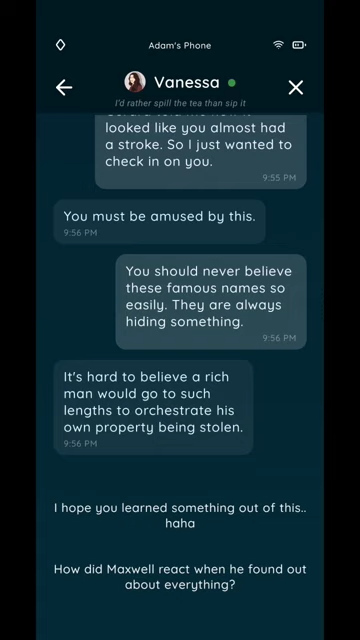 Adam's Phone
Vanessa
I'd rather spill the tea than sip it
looked like you almost had
a stroke. So I just wanted to
check in on you.
9:55 PM
You must be amused by this.
9:56 PM
You should never believe
these famous names so
easily. They are always
hiding something.
9:56 PM
It's hard to believe a rich
man would go to such
lengths to orchestrate his
own property being stolen.
9:56 PM
I hope you learned something out of this..
haha
How did Maxwell react when he found out
about everything?